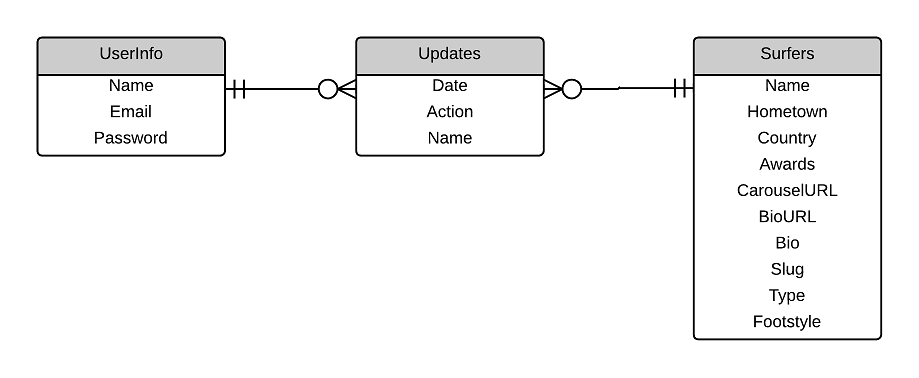 UserInfo
Name
Email
Password
Updates
Date
Action
Name
Surfers
Name
Hometown
Country
Awards
CarouselURL
BioURL
Bio
Slug
Type
Footstyle